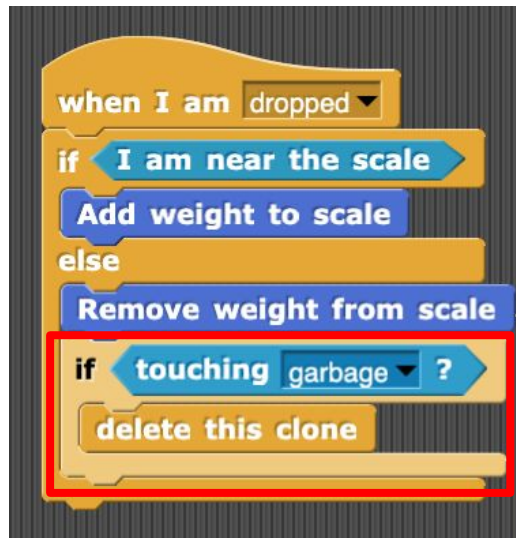 when I am dropped
if I am near the scale
Add weight to scale
else
Remove weight from scale
if touching garbage ?
delete this clone